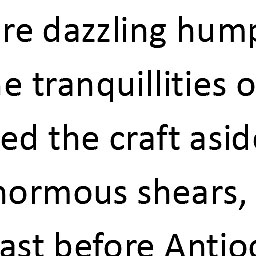 re dazzling hump
e tranquillities o
ed the craft aside
normous shears,
ast before Antioc